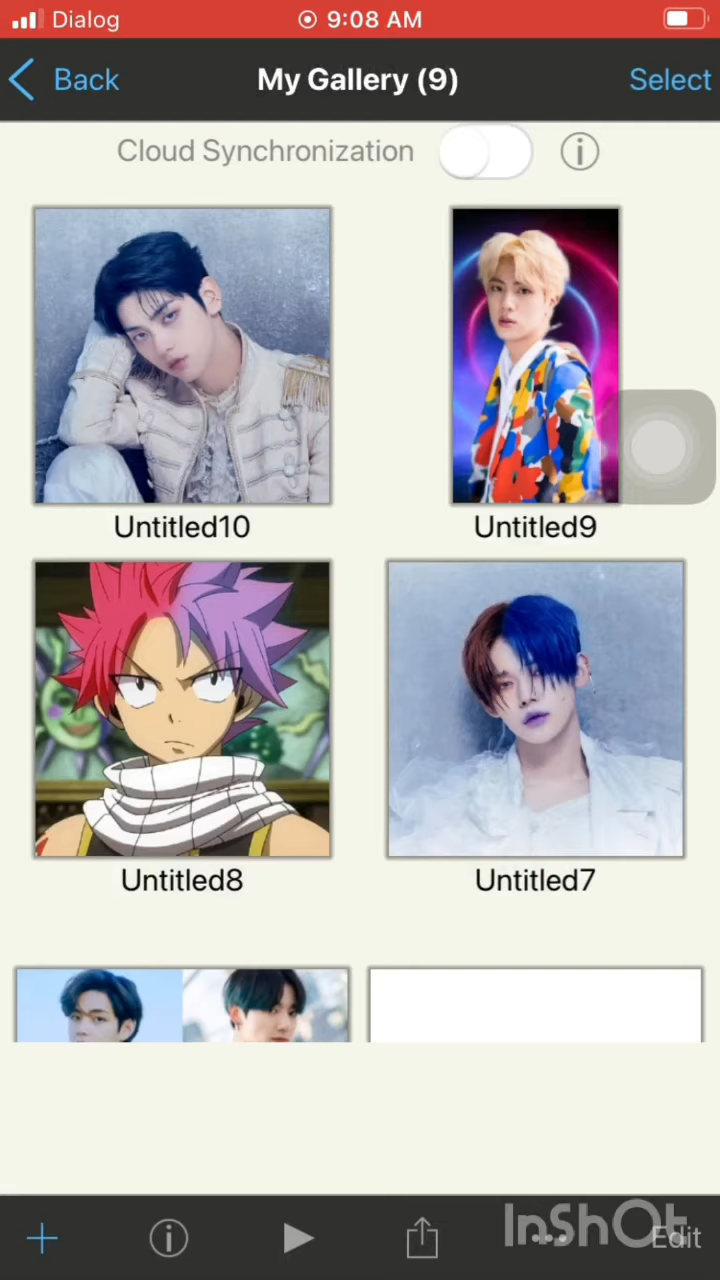 Dialog 9:08 AM
Back My Gallery (9) Select
Cloud Synchronization
Untitled10 Untitled9
Untitled8 Untitled7
InShOt Edit